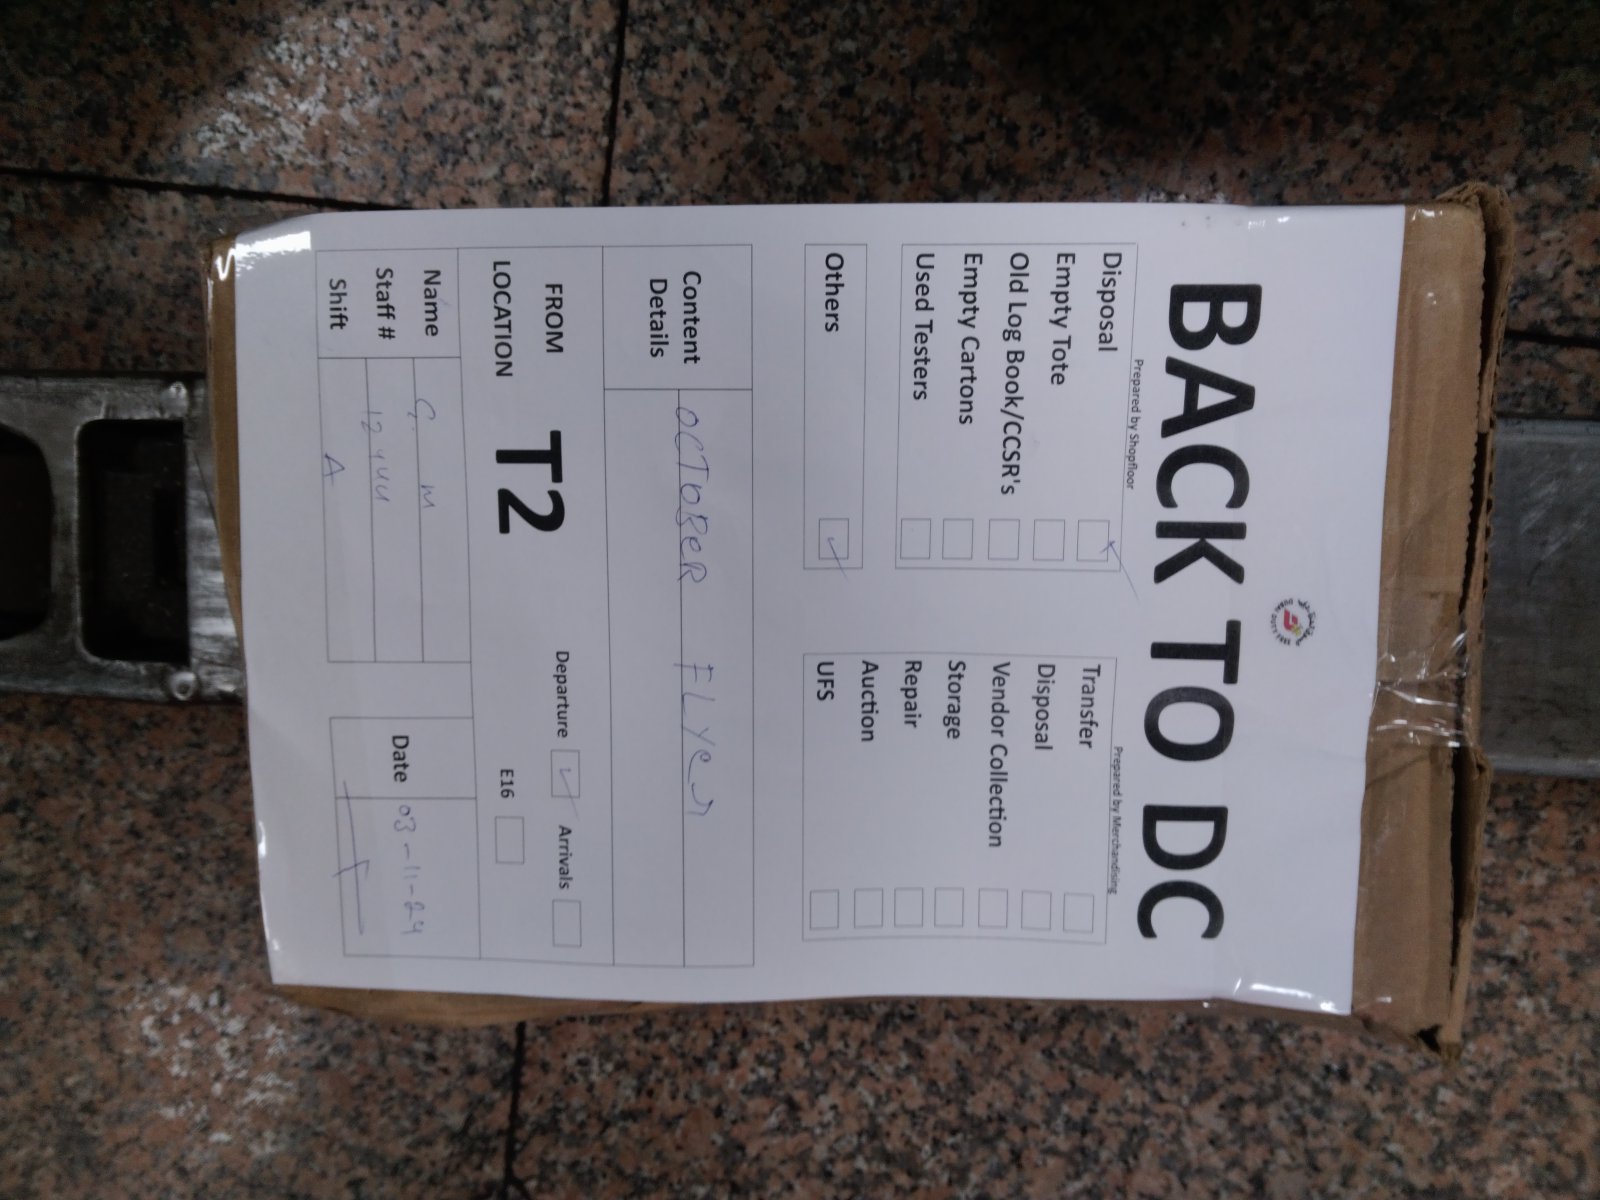 BACK TO DC
Prepared by Shopfloor
Disposal
Empty Tote
Old Log Book/CCSR's
Empty Cartons
Used Testers
Others
Prepared by Merchandising
Transfer
Disposal
Vendor Collection
Storage
Repair
Auction
UFS
Content Details
OCTOBER FLYER
FROM LOCATION
T2
Departure
Arrivals
E16
Name G. M
Staff # 12444
Shift A
Date 03-11-24